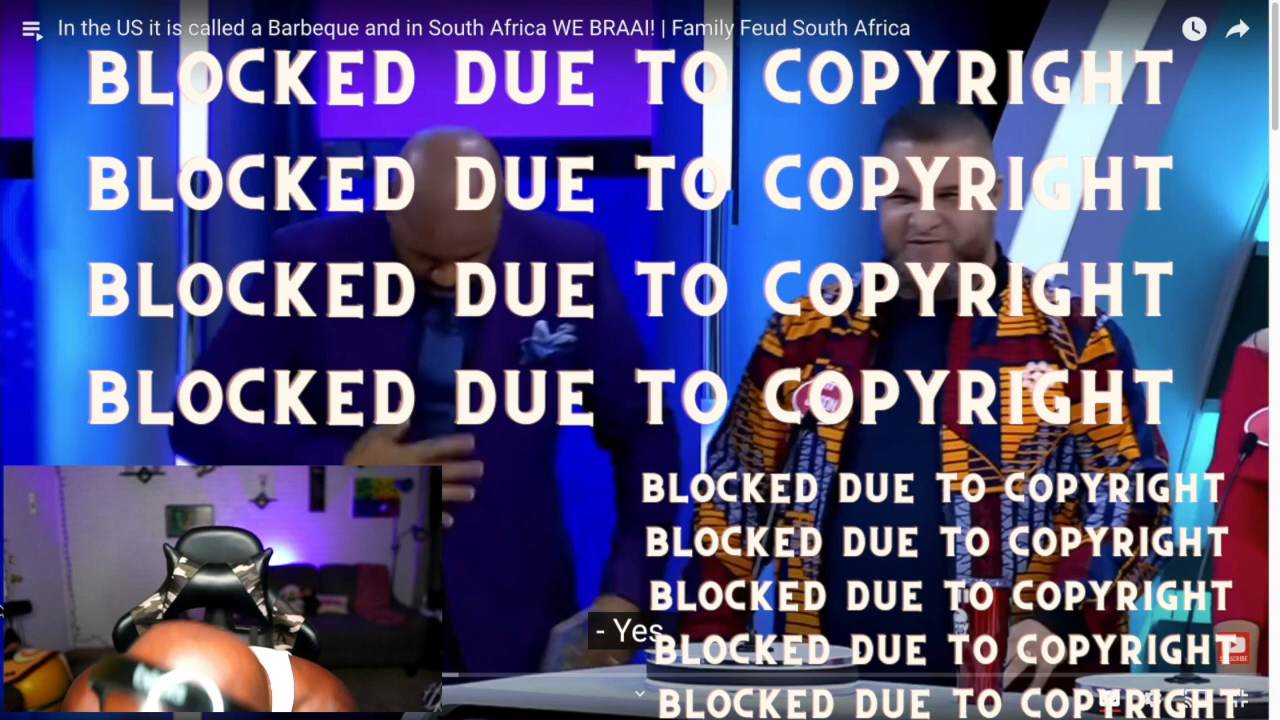 In the US it is called a Barbeque and in South Africa WE BRAAI! | Family Feud South Africa
BLOCKED DUE TO COPYRIGHT
BLOCKED DUE TO COPYRIGHT
BLOCKED DUE TO COPYRIGHT
BLOCKED DUE TO COPYRIGHT
BLOCKED DUE TO COPYRIGHT
BLOCKED DUE TO COPYRIGHT
BLOCKED DUE TO COPYRIGHT
- Yes
BLOCKED DUE TO COPYRIGHT
SUBSCRIBE
BLOCKED DUE TO COPYRIGHT